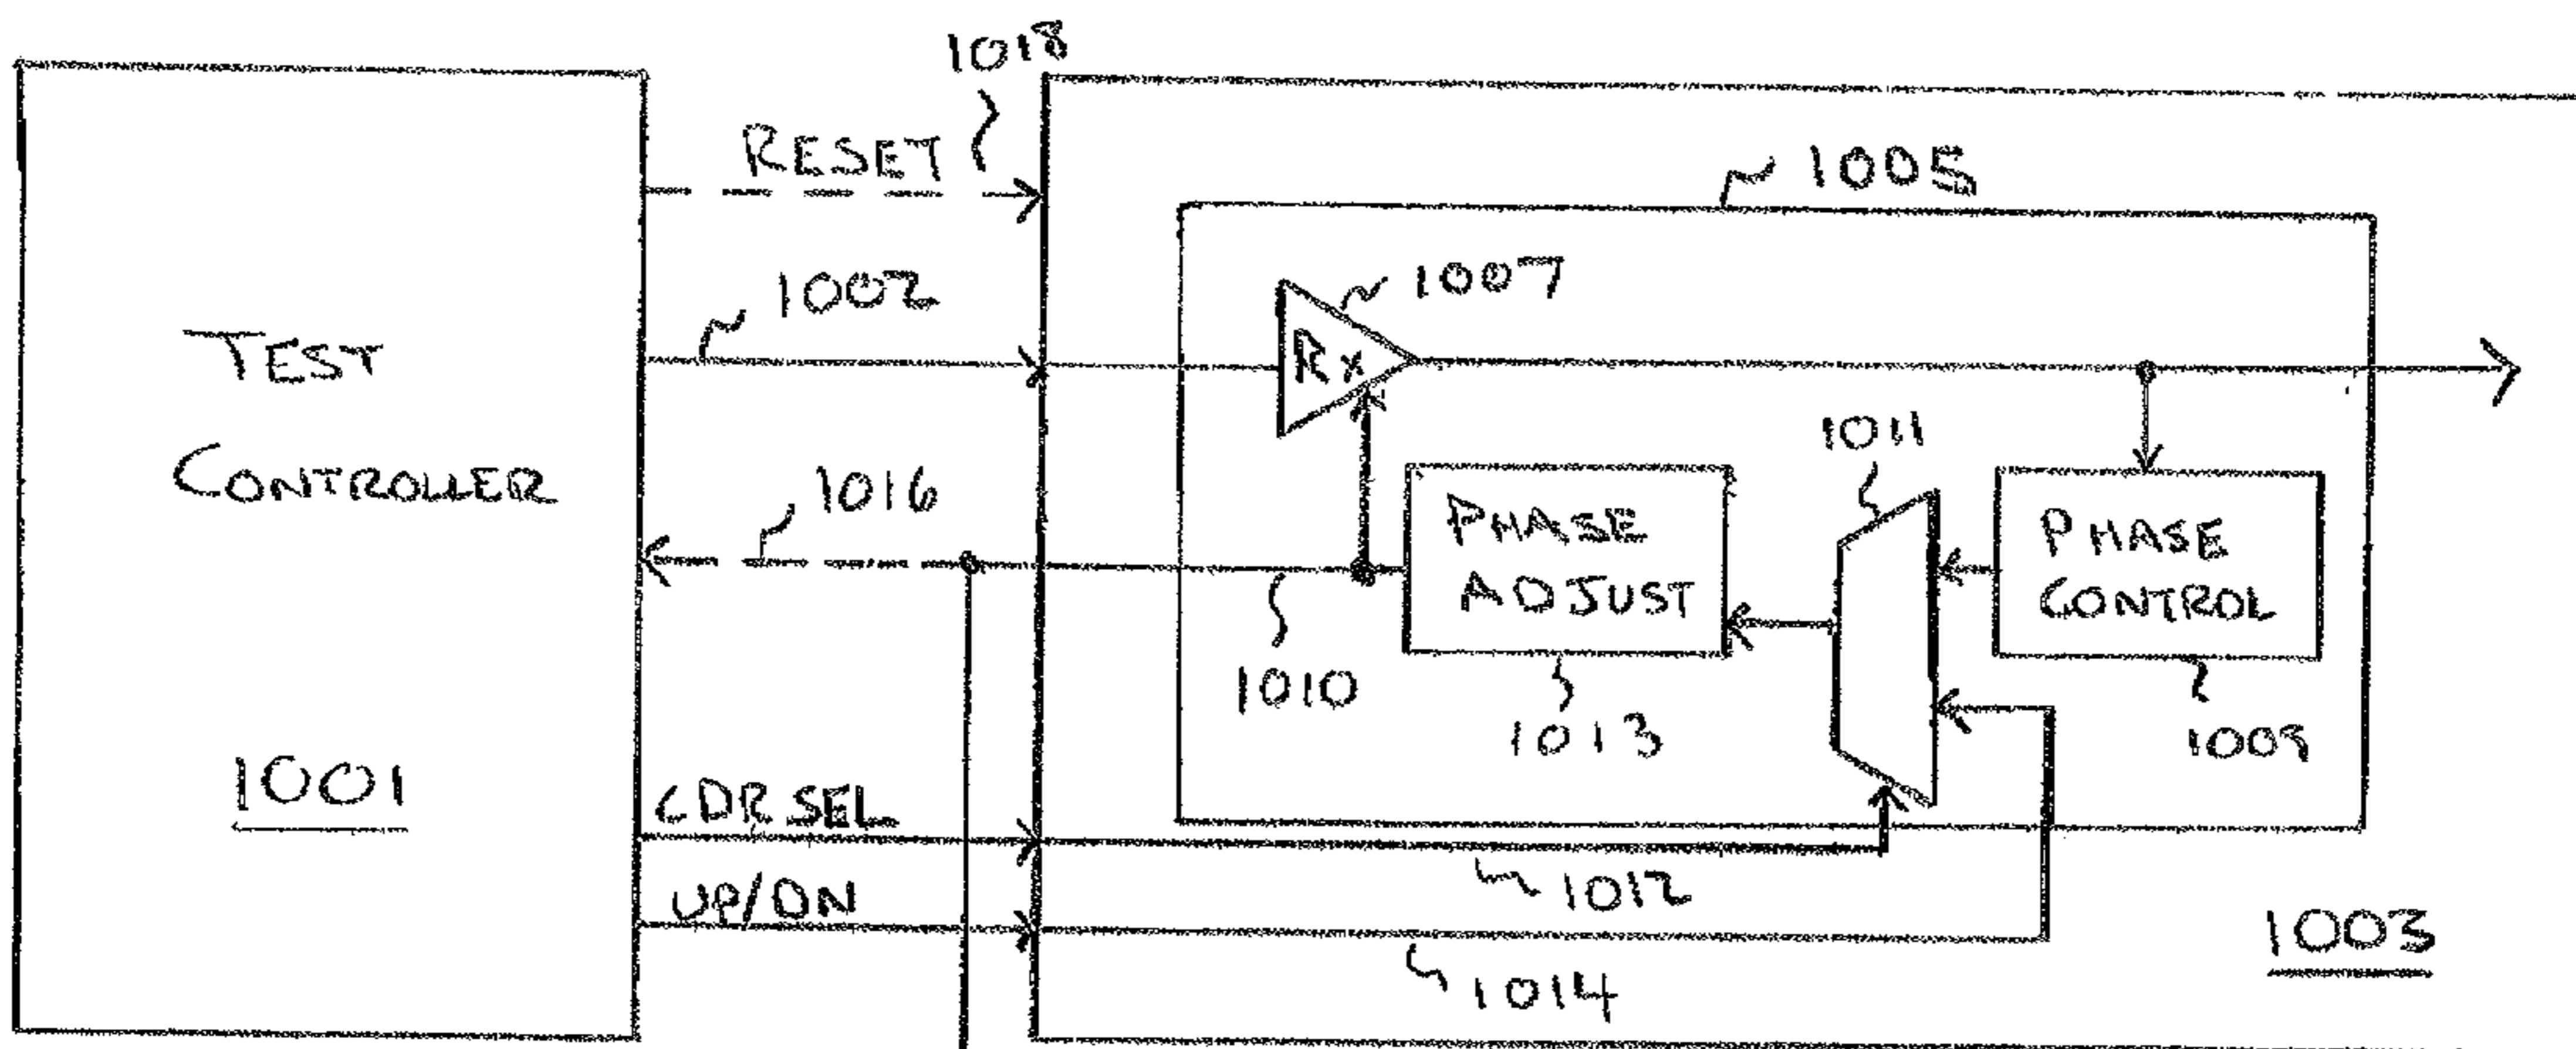 1018
RESET
1005
1002
1007
TEST
CONTROLLER
1001
Rx
1016
1011
PHASE
ADJUST
PHASE
CONTROL
1010
1013
1009
CDR SEL
1012
UP/DN
1014
1003